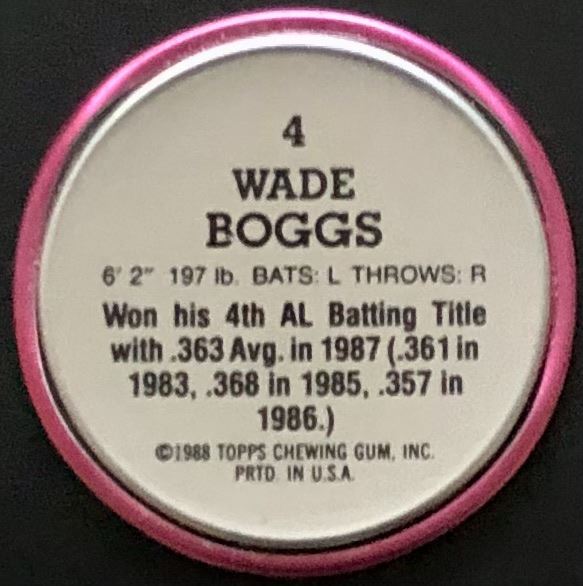 4
WADE
BOGGS
6' 2" 197 lb. BATS: L THROWS: R
Won his 4th AL Batting Title
with .363 Avg. in 1987 (.361 in
1983, .368 in 1985, .357 in
1986.)
©1988 TOPPS CHEWING GUM, INC.
PRTD. IN U.S.A.